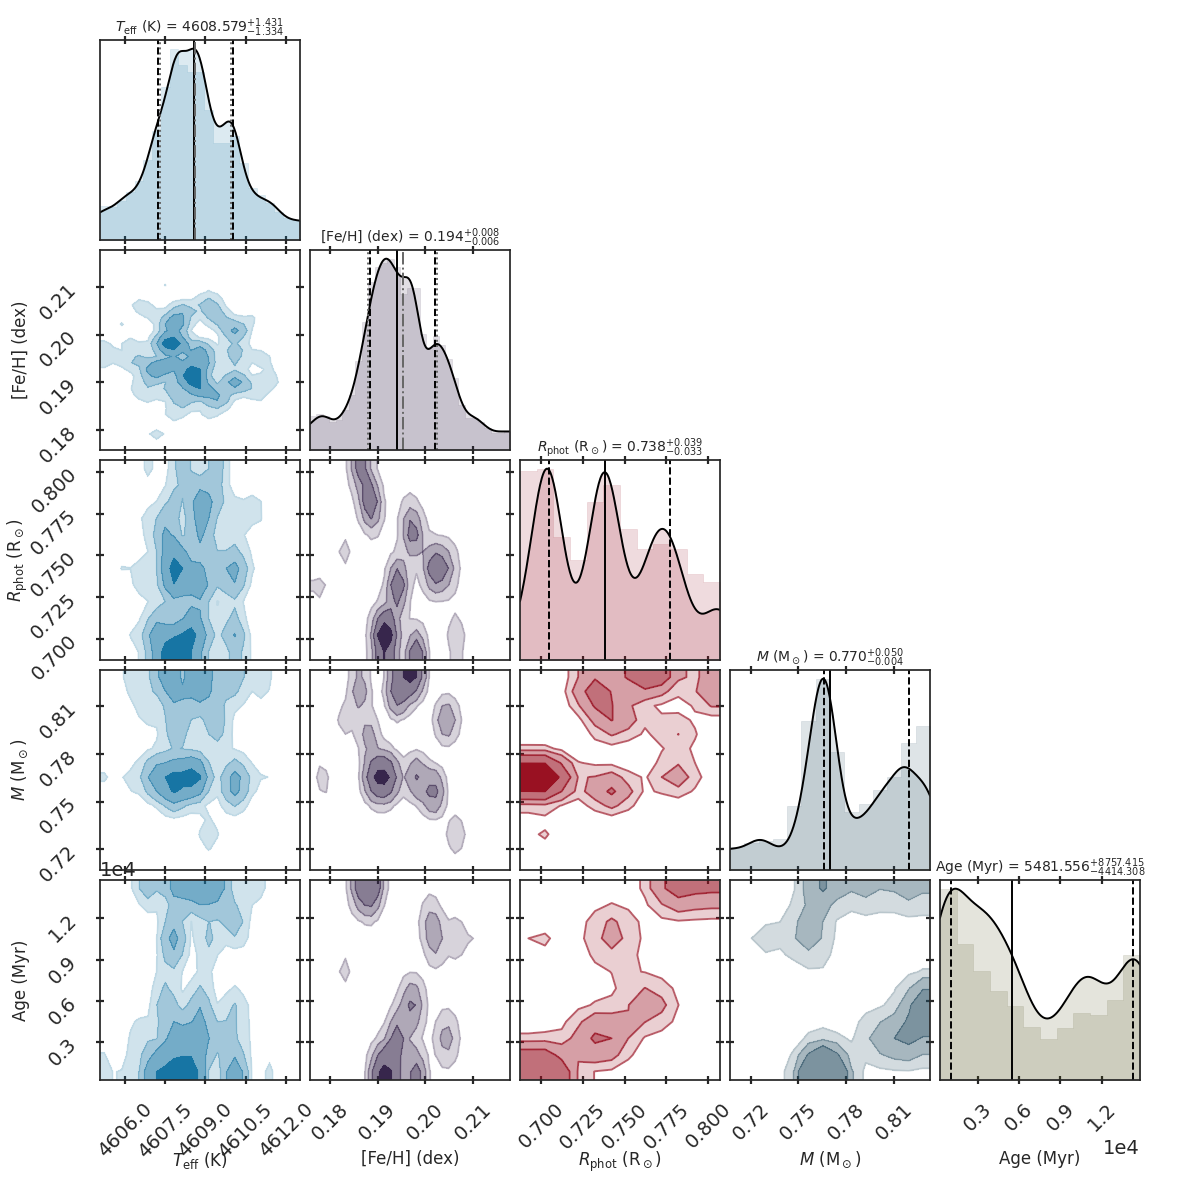 T_eff (K) = 4608.579 +1.431 −1.334
[Fe/H] (dex) = 0.194 +0.008 −0.006
[Fe/H] (dex)
0.21
0.20
0.19
0.18
R_phot (R⊙) = 0.738 +0.039 −0.033
R_phot (R⊙)
0.800
0.775
0.750
0.725
0.700
M (M⊙) = 0.770 +0.050 −0.004
M (M⊙)
0.81
0.78
0.75
0.72
1e4
Age (Myr) = 5481.556 +8757.415 −4414.308
Age (Myr)
1.2
0.9
0.6
0.3
4606.0 4607.5 4609.0 4610.5 4612.0 0.18 0.19 0.20 0.21 0.700 0.725 0.750 0.775 0.800 0.72 0.75 0.78 0.81 0.3 0.6 0.9 1.2
1e4
T_eff (K) [Fe/H] (dex) R_phot (R⊙) M (M⊙) Age (Myr)